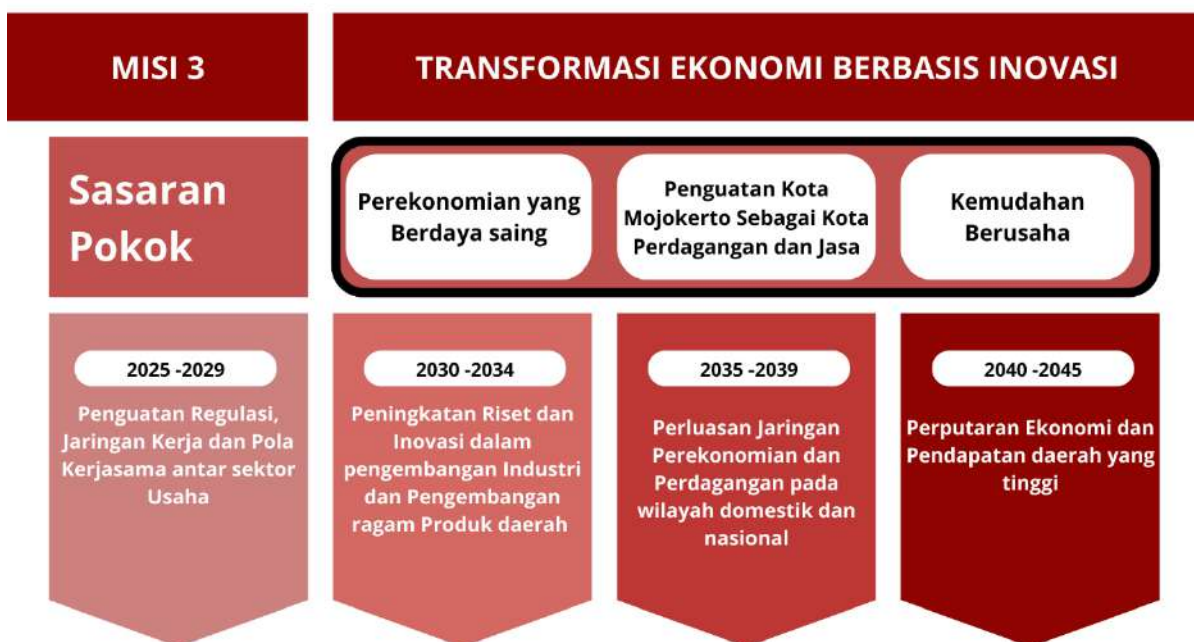 MISI 3
TRANSFORMASI EKONOMI BERBASIS INOVASI
Sasaran
Pokok
Perekonomian yang
Berdaya saing
Penguatan Kota
Mojokerto Sebagai Kota
Perdagangan dan Jasa
Kemudahan
Berusaha
2025 -2029
Penguatan Regulasi,
Jaringan Kerja dan Pola
Kerjasama antar sektor
Usaha
2030 -2034
Peningkatan Riset dan
Inovasi dalam
pengembangan Industri
dan Pengembangan
ragam Produk daerah
2035 -2039
Perluasan Jaringan
Perekonomian dan
Perdagangan pada
wilayah domestik dan
nasional
2040 -2045
Perputaran Ekonomi dan
Pendapatan daerah yang
tinggi